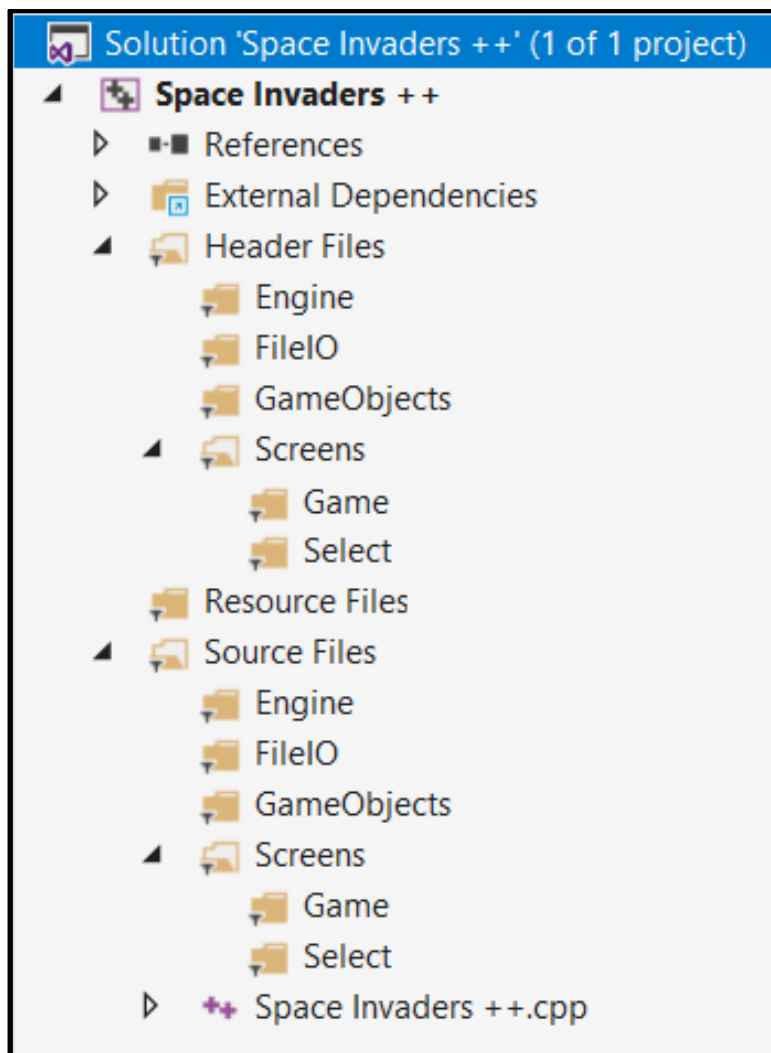 Solution 'Space Invaders ++' (1 of 1 project)
Space Invaders ++
References
External Dependencies
Header Files
Engine
FileIO
GameObjects
Screens
Game
Select
Resource Files
Source Files
Engine
FileIO
GameObjects
Screens
Game
Select
Space Invaders ++.cpp